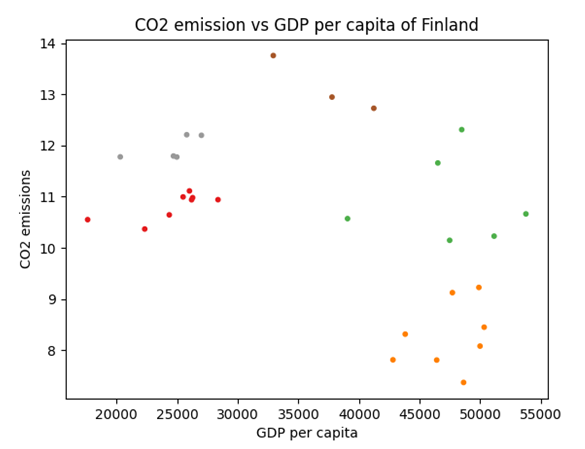 CO2 emission vs GDP per capita of Finland
14
13
12
11
10
9
8
CO2 emissions
20000 25000 30000 35000 40000 45000 50000 55000
GDP per capita